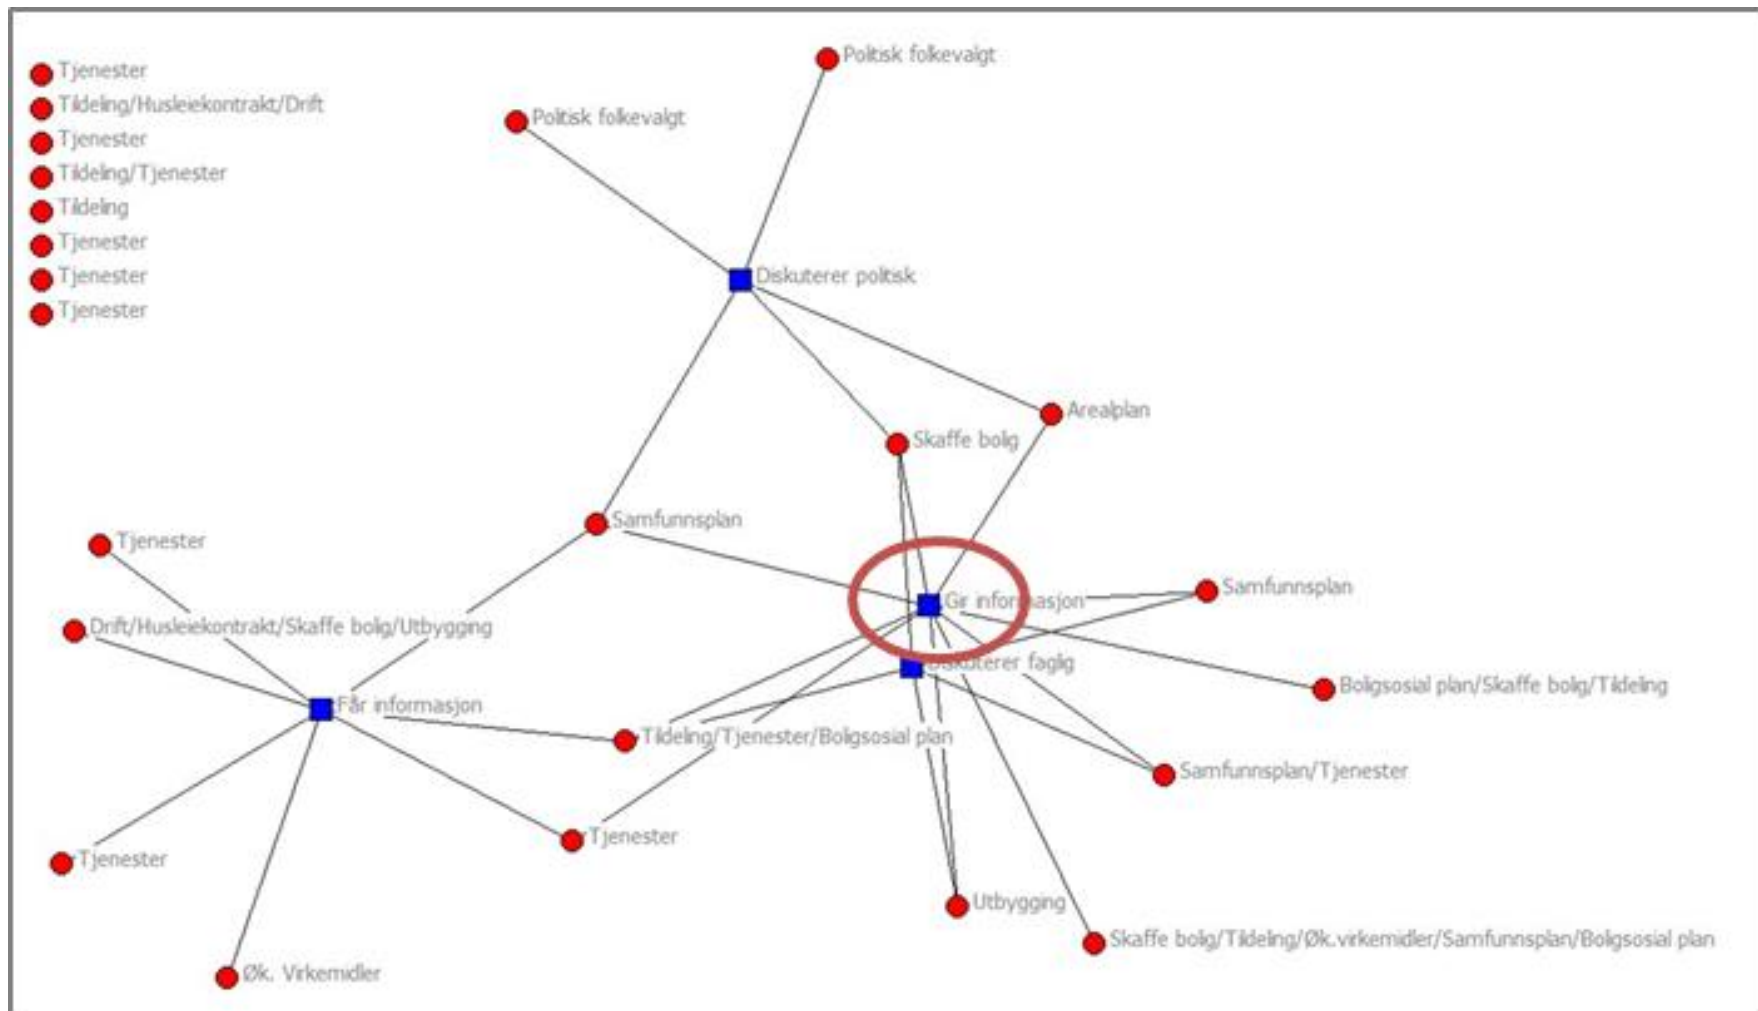 Tjenester
Tildeling/Husleiekontrakt/Drift
Tjenester
Tildeling/Tjenester
Tildeling
Tjenester
Tjenester
Tjenester
Politisk folkevalgt
Politisk folkevalgt
Diskuterer politisk
Arealplan
Skaffe bolig
Samfunnsplan
Tjenester
Samfunnsplan
Gir informasjon
Drift/Husleiekontrakt/Skaffe bolig/Utbygging
Diskuterer faglig
Boligsosial plan/Skaffe bolig/Tildeling
Får informasjon
Tildeling/Tjenester/Boligsosial plan
Samfunnsplan/Tjenester
Tjenester
Tjenester
Utbygging
Skaffe bolig/Tildeling/Øk.virkemidler/Samfunnsplan/Boligsosial plan
Øk. Virkemidler